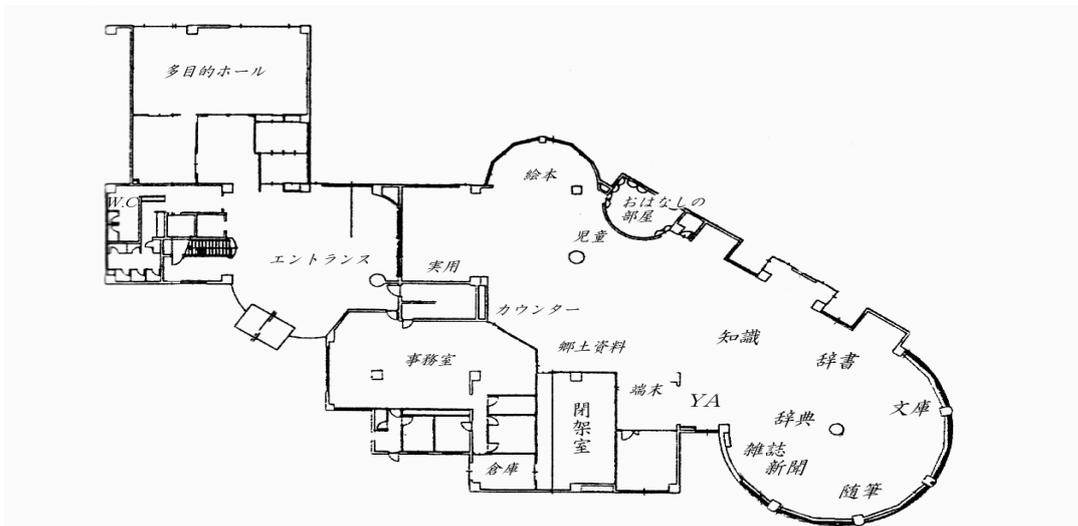 多目的ホール
絵本
W.C
おはなしの
部屋
児童
エントランス
実用
カウンター
知識
郷土資料
事務室
辞書
端末
YA
文庫
閉架室
辞典
雑誌
新聞
倉庫
随筆